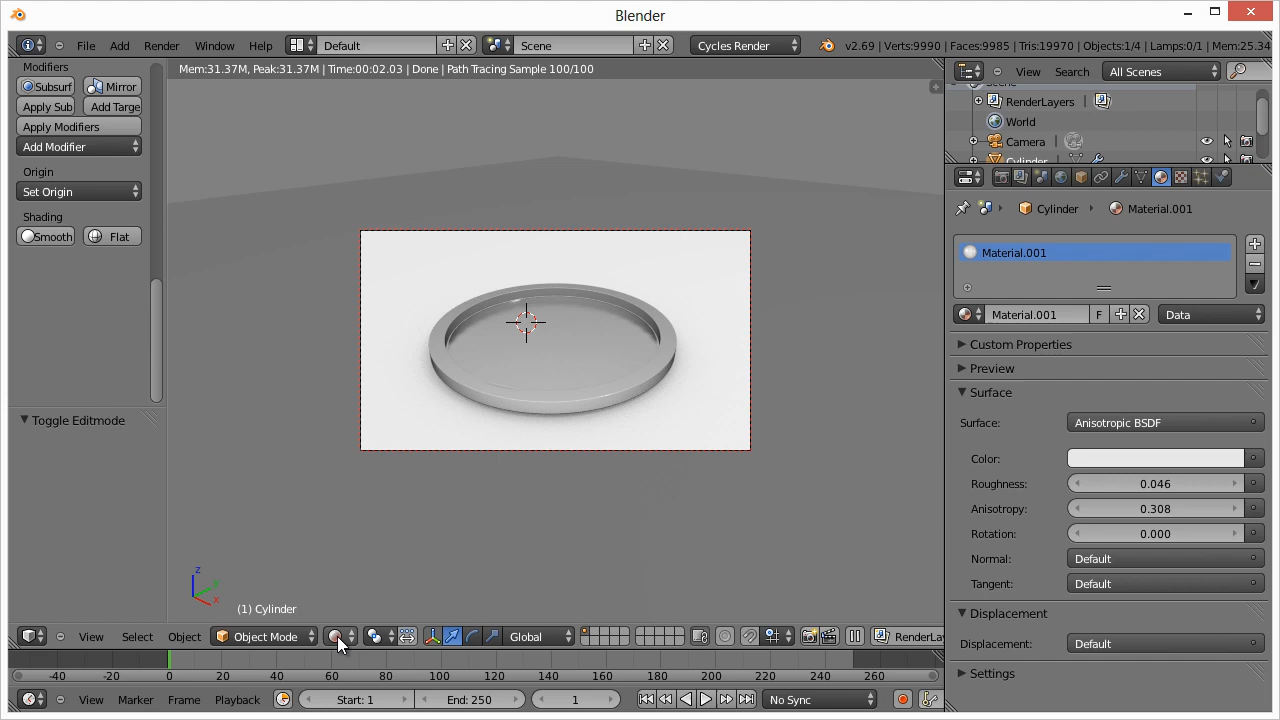 Blender
File Add Render Window Help Default Scene Cycles Render v2.69 | Verts:9990 | Faces:9985 | Tris:19970 | Objects:1/4 | Lamps:0/1 | Mem:25.34
Modifiers
Subsurf Mirror
Apply Sub Add Targe
Apply Modifiers
Add Modifier
Origin
Set Origin
Shading
Smooth Flat
Toggle Editmode
Mem:31.37M, Peak:31.37M | Time:00:02.03 | Done | Path Tracing Sample 100/100
z
x
(1) Cylinder
View Select Object Object Mode Global RenderLay
-40 -20 0 20 40 60 80 100 120 140 160 180 200 220 240 260
View Marker Frame Playback Start: 1 End: 250 1 No Sync
View Search All Scenes
Scene
RenderLayers |
World
Camera |
Cylinder |
Cylinder Material.001
Material.001
Material.001 F Data
Custom Properties
Preview
Surface
Surface: Anisotropic BSDF
Color:
Roughness: 0.046
Anisotropy: 0.308
Rotation: 0.000
Normal: Default
Tangent: Default
Displacement
Displacement: Default
Settings